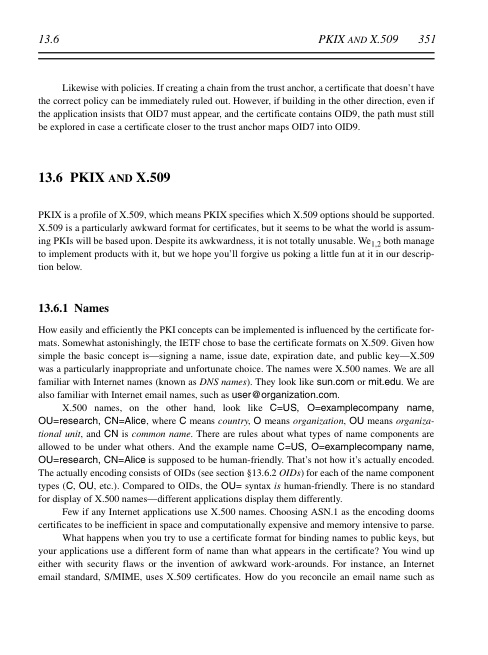 13.6 PKIX AND X.509 351
Likewise with policies. If creating a chain from the trust anchor, a certificate that doesn't have
the correct policy can be immediately ruled out. However, if building in the other direction, even if
the application insists that OID7 must appear, and the certificate contains OID9, the path must still
be explored in case a certificate closer to the trust anchor maps OID7 into OID9.
13.6 PKIX AND X.509
PKIX is a profile of X.509, which means PKIX specifies which X.509 options should be supported.
X.509 is a particularly awkward format for certificates, but it seems to be what the world is assum-
ing PKIs will be based upon. Despite its awkwardness, it is not totally unusable. We1,2 both manage
to implement products with it, but we hope you'll forgive us poking a little fun at it in our descrip-
tion below.
13.6.1 Names
How easily and efficiently the PKI concepts can be implemented is influenced by the certificate for-
mats. Somewhat astonishingly, the IETF chose to base the certificate formats on X.509. Given how
simple the basic concept is—signing a name, issue date, expiration date, and public key—X.509
was a particularly inappropriate and unfortunate choice. The names were X.500 names. We are all
familiar with Internet names (known as DNS names). They look like sun.com or mit.edu. We are
also familiar with Internet email names, such as user@organization.com.
X.500 names, on the other hand, look like C=US, O=examplecompany name,
OU=research, CN=Alice, where C means country, O means organization, OU means organiza-
tional unit, and CN is common name. There are rules about what types of name components are
allowed to be under what others. And the example name C=US, O=examplecompany name,
OU=research, CN=Alice is supposed to be human-friendly. That's not how it's actually encoded.
The actually encoding consists of OIDs (see section §13.6.2 OIDs) for each of the name component
types (C, OU, etc.). Compared to OIDs, the OU= syntax is human-friendly. There is no standard
for display of X.500 names—different applications display them differently.
Few if any Internet applications use X.500 names. Choosing ASN.1 as the encoding dooms
certificates to be inefficient in space and computationally expensive and memory intensive to parse.
What happens when you try to use a certificate format for binding names to public keys, but
your applications use a different form of name than what appears in the certificate? You wind up
either with security flaws or the invention of awkward work-arounds. For instance, an Internet
email standard, S/MIME, uses X.509 certificates. How do you reconcile an email name such as